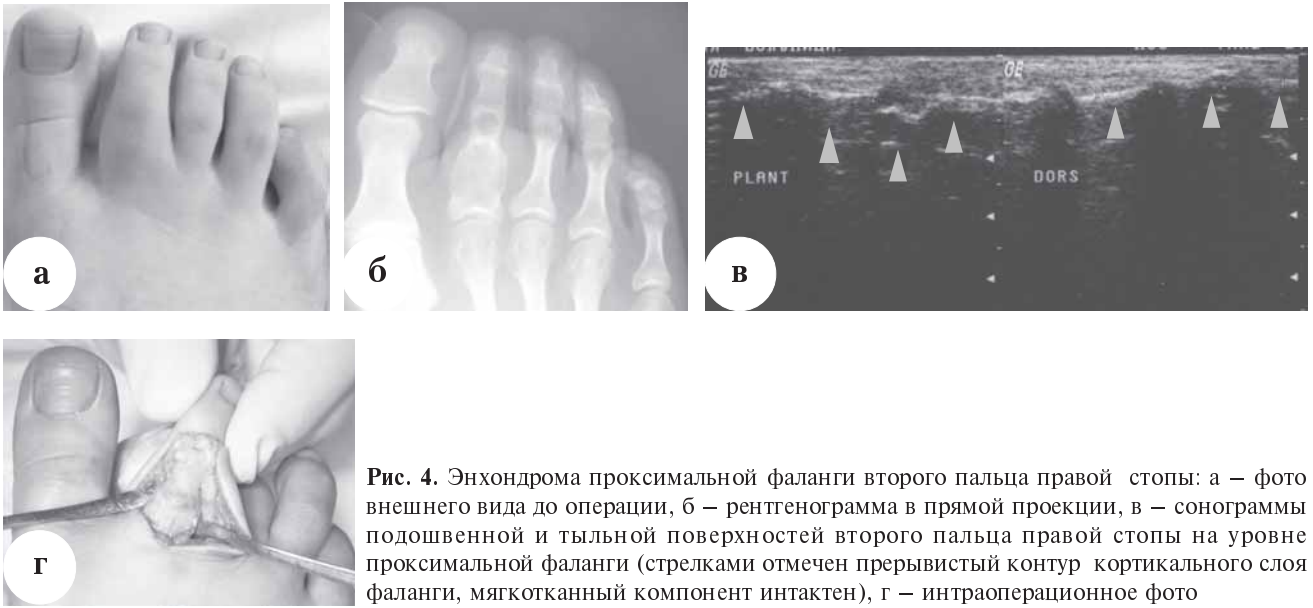 GE
GE
PLANT
DORS
а
б
в
г
Рис. 4. Энхондрома проксимальной фаланги второго пальца правой стопы: а – фото
внешнего вида до операции, б – рентгенограмма в прямой проекции, в – сонограммы
подошвенной и тыльной поверхностей второго пальца правой стопы на уровне
проксимальной фаланги (стрелками отмечен прерывистый контур кортикального слоя
фаланги, мягкотканный компонент интактен), г – интраоперационное фото